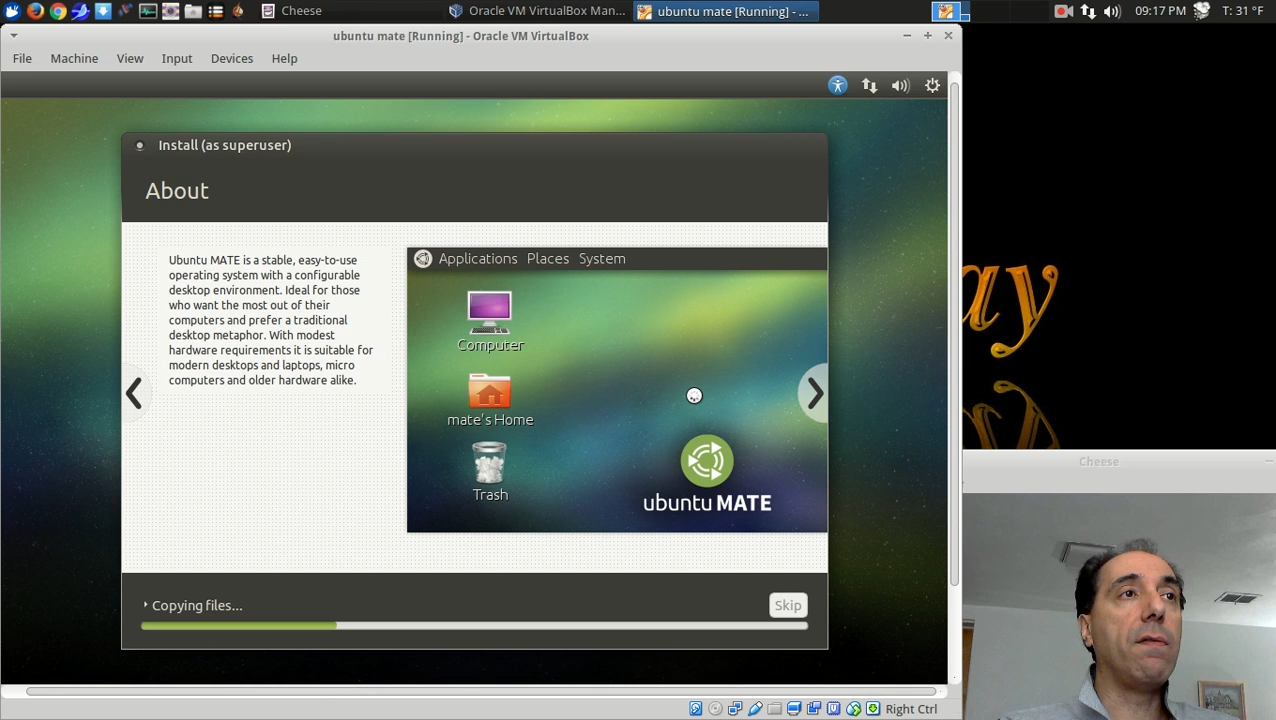 Cheese
Oracle VM VirtualBox Man...
ubuntu mate [Running] - ...
09:17 PM
T: 31 °F
ubuntu mate [Running] - Oracle VM VirtualBox
File Machine View Input Devices Help
Install (as superuser)
About
Ubuntu MATE is a stable, easy-to-use
operating system with a configurable
desktop environment. Ideal for those
who want the most out of their
computers and prefer a traditional
desktop metaphor. With modest
hardware requirements it is suitable for
modern desktops and laptops, micro
computers and older hardware alike.
Applications Places System
Computer
mate's Home
Trash
ubuntu MATE
Copying files...
Skip
Right Ctrl
ay
Cheese